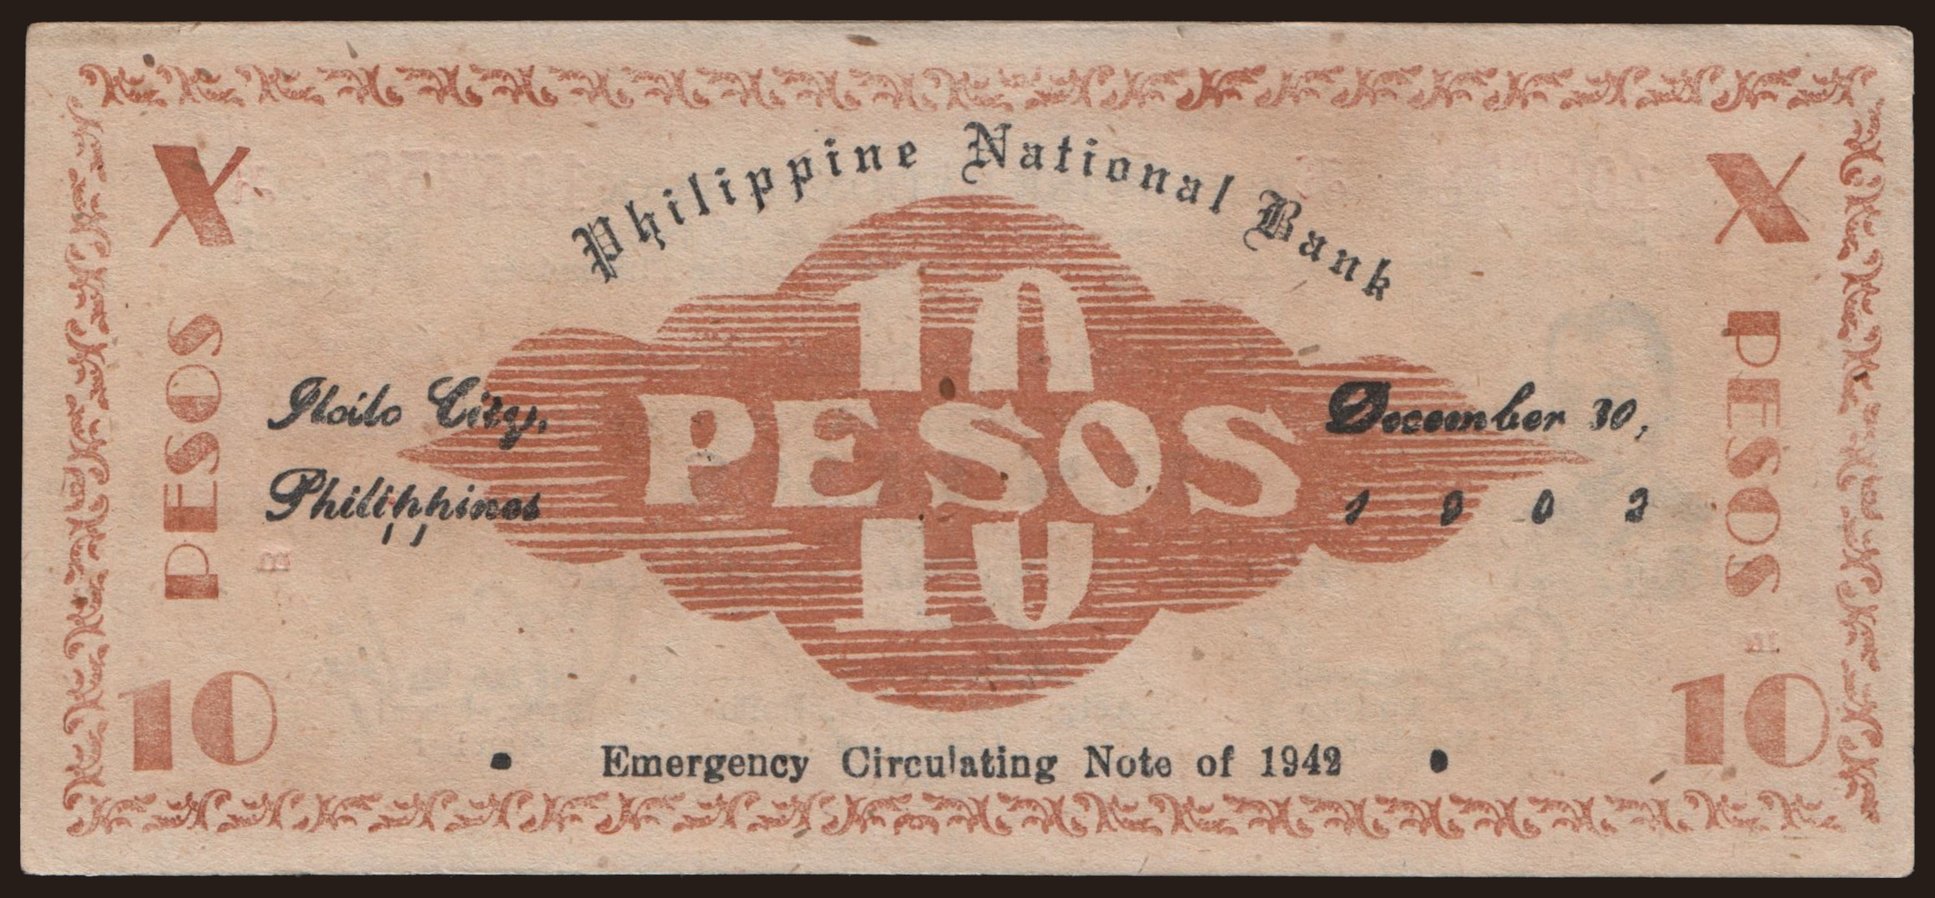 Philippine National Bank
X
X
PESOS
PESOS
10
PESOS
10
Iloilo City,
Philippines
December 30,
10
10
Emergency Circulating Note of 1942